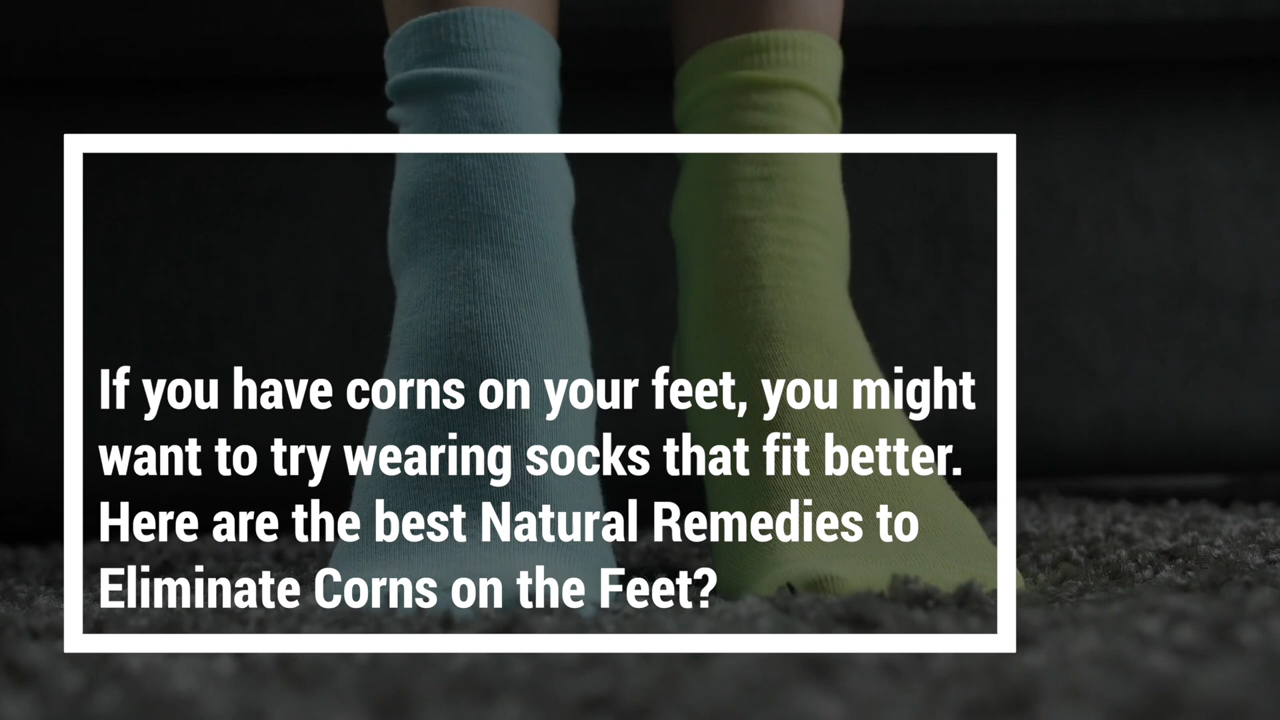 If you have corns on your feet, you might
want to try wearing socks that fit better.
Here are the best Natural Remedies to
Eliminate Corns on the Feet?